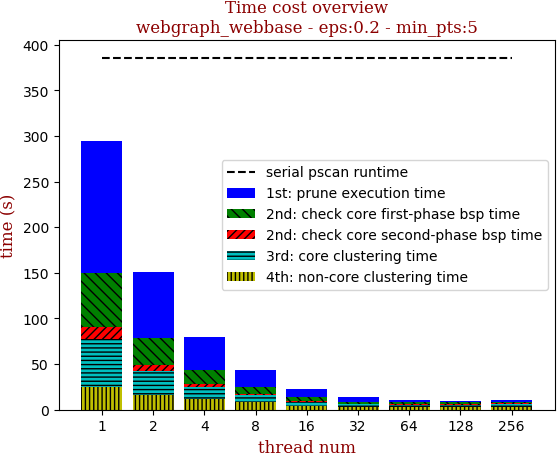 Time cost overview
webgraph_webbase - eps:0.2 - min_pts:5
400
350
300
250
200
150
100
50
0
time (s)
serial pscan runtime
1st: prune execution time
2nd: check core first-phase bsp time
2nd: check core second-phase bsp time
3rd: core clustering time
4th: non-core clustering time
1 2 4 8 16 32 64 128 256
thread num